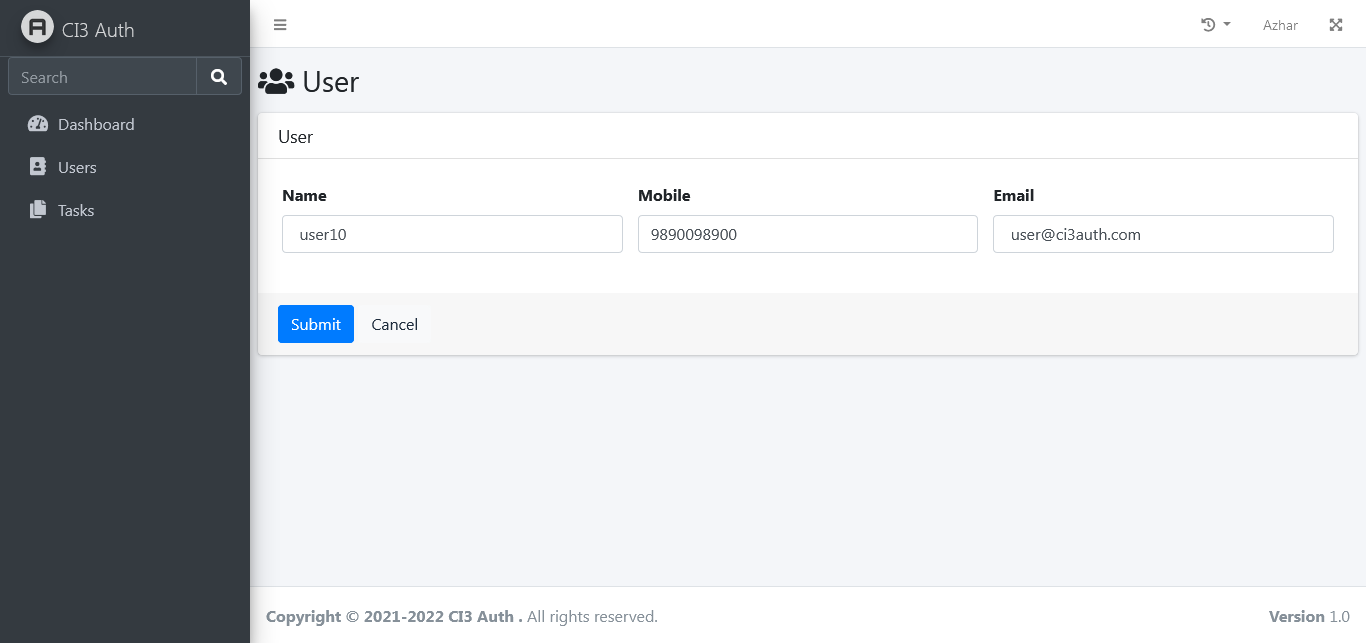 CI3 Auth
Azhar
Search
Dashboard
Users
Tasks
User
User
Name
Mobile
Email
user10
9890098900
user@ci3auth.com
Submit
Cancel
Copyright © 2021-2022 CI3 Auth . All rights reserved.
Version 1.0